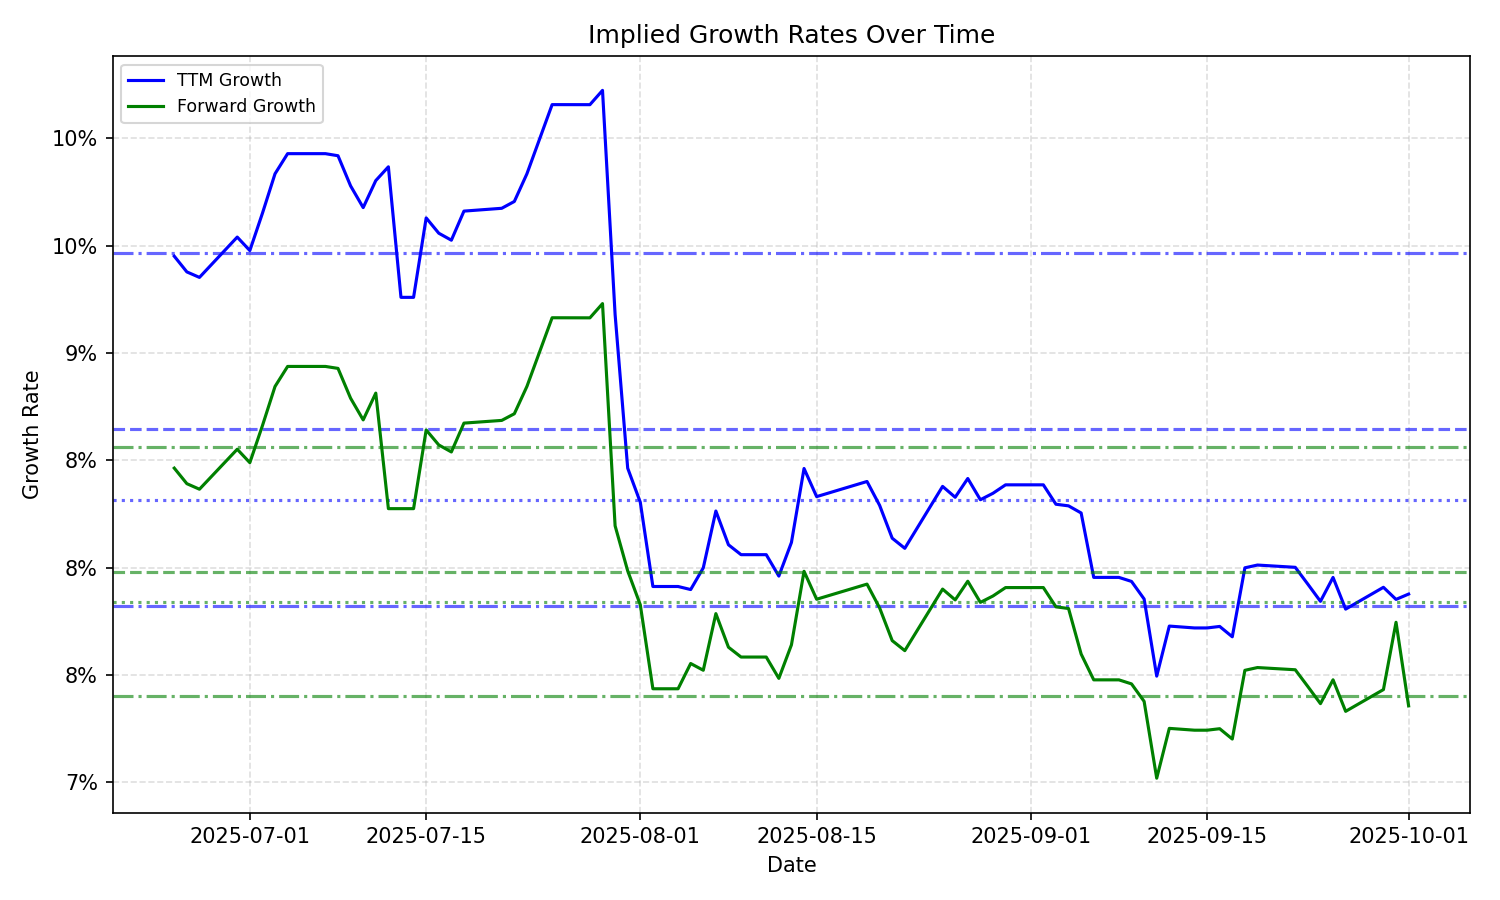 Implied Growth Rates Over Time
TTM Growth
Forward Growth
10%
10%
9%
8%
8%
8%
7%
Growth Rate
2025-07-01
2025-07-15
2025-08-01
2025-08-15
2025-09-01
2025-09-15
2025-10-01
Date